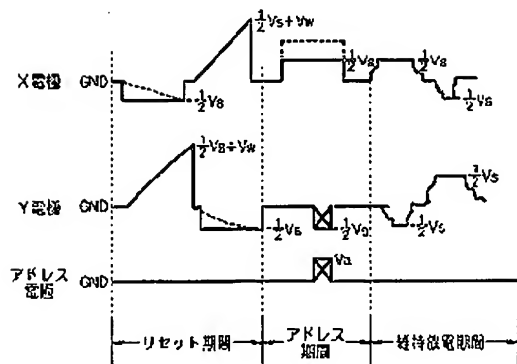 ½Vs+Vw
X電極 GND
-½Vs
½Vs
½Vs
-½Vs
½Vs+Vw
Y電極 GND
-½Vs
-½Vs
-½Vs
½Vs
Va
アドレス
電極 GND
リセット期間
アドレス
期間
維持放電期間